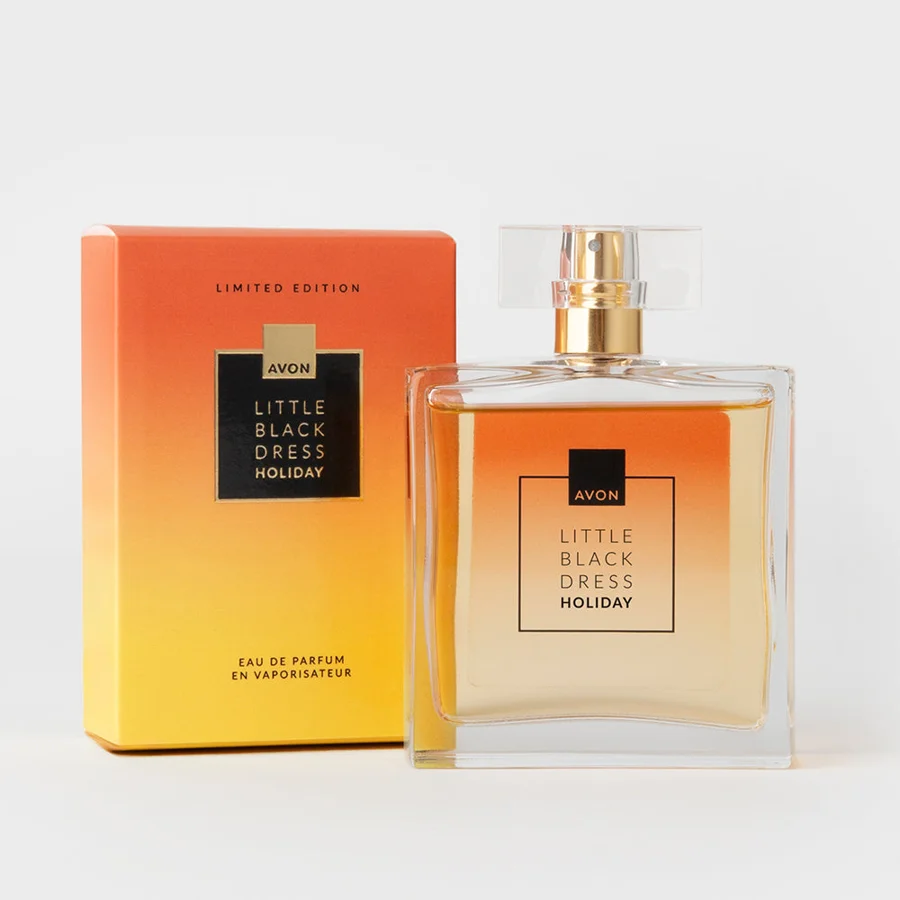 LIMITED EDITION
AVON
LITTLE
BLACK
DRESS
HOLIDAY
EAU DE PARFUM
EN VAPORISATEUR
AVON
LITTLE
BLACK
DRESS
HOLIDAY